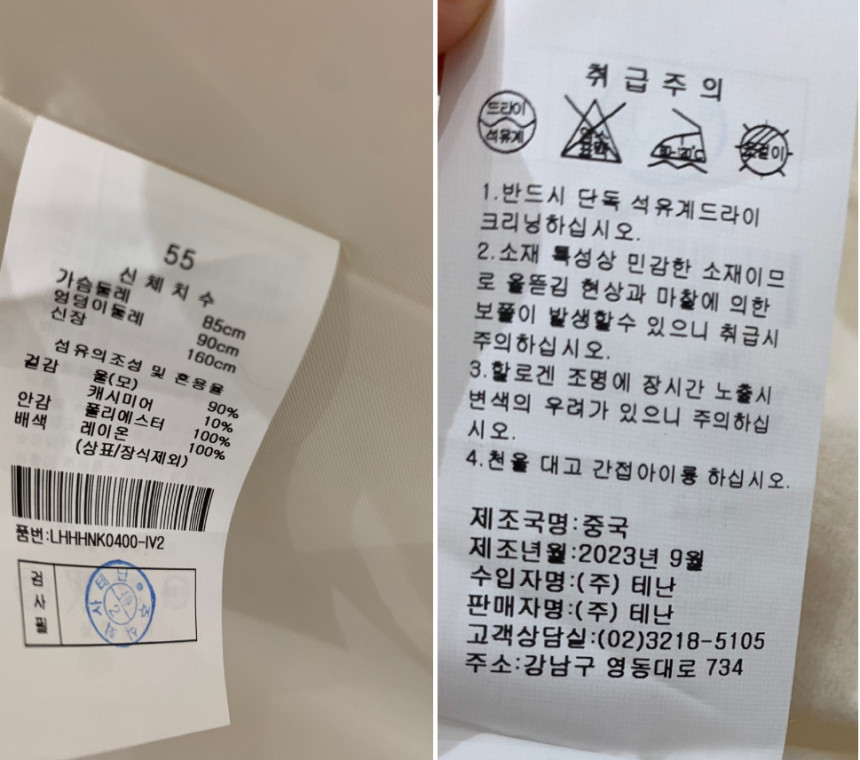 55
신체치수
가슴둘레 85cm
엉덩이둘레 90cm
신장 160cm
섬유의조성 및 혼용율
겉감 울(모) 90%
캐시미어 10%
안감 폴리에스터 100%
배색 레이온 100%
(상표/장식제외)
품번:LHHHNK0400-IV2
검사필
취급주의
드라이
석유계
염소
표백
1.반드시 단독 석유계드라이
크리닝하십시오.
2.소재 특성상 민감한 소재이므
로 올뜯김 현상과 마찰에 의한
보풀이 발생할수 있으니 취급시
주의하십시오.
3.할로겐 조명에 장시간 노출시
변색의 우려가 있으니 주의하십
시오.
4.천을 대고 간접아이롱 하십시오.
제조국명:중국
제조년월:2023년 9월
수입자명:(주) 테난
판매자명:(주) 테난
고객상담실:(02)3218-5105
주소:강남구 영동대로 734